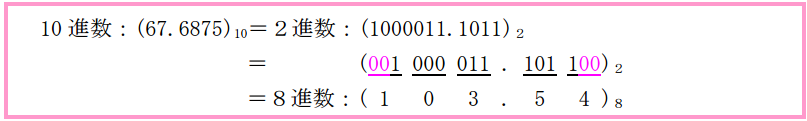 10進数：(67.6875)₁₀＝２進数：(1000011.1011)₂
＝ (001 000 011 . 101 100)₂
＝８進数：( 1 0 3 . 5 4 )₈